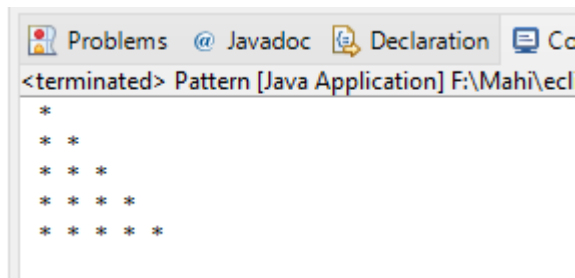 Problems @ Javadoc Declaration Co
<terminated> Pattern [Java Application] F:\Mahi\ecl
*
* *
* * *
* * * *
* * * * *